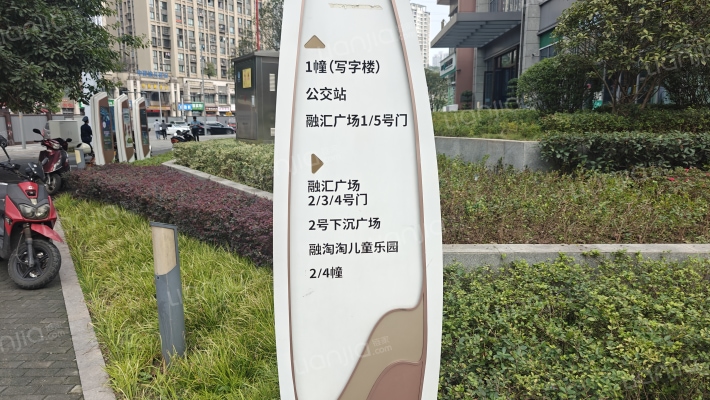 1幢(写字楼)
公交站
融汇广场1/5号门
融汇广场
2/3/4号门
2号下沉广场
融淘淘儿童乐园
2/4幢